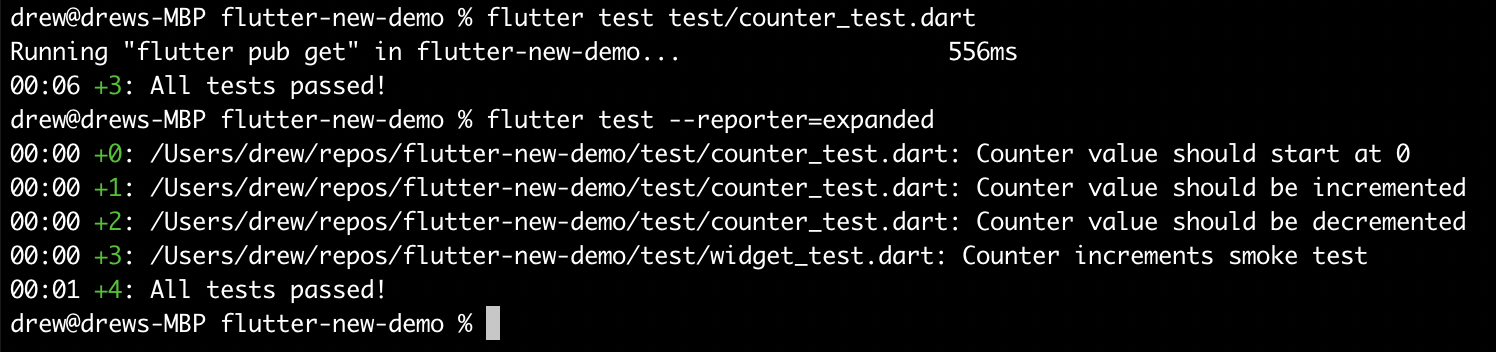 drew@drews-MBP flutter-new-demo % flutter test test/counter_test.dart
Running "flutter pub get" in flutter-new-demo... 556ms
00:06 +3: All tests passed!
drew@drews-MBP flutter-new-demo % flutter test --reporter=expanded
00:00 +0: /Users/drew/repos/flutter-new-demo/test/counter_test.dart: Counter value should start at 0
00:00 +1: /Users/drew/repos/flutter-new-demo/test/counter_test.dart: Counter value should be incremented
00:00 +2: /Users/drew/repos/flutter-new-demo/test/counter_test.dart: Counter value should be decremented
00:00 +3: /Users/drew/repos/flutter-new-demo/test/widget_test.dart: Counter increments smoke test
00:01 +4: All tests passed!
drew@drews-MBP flutter-new-demo %